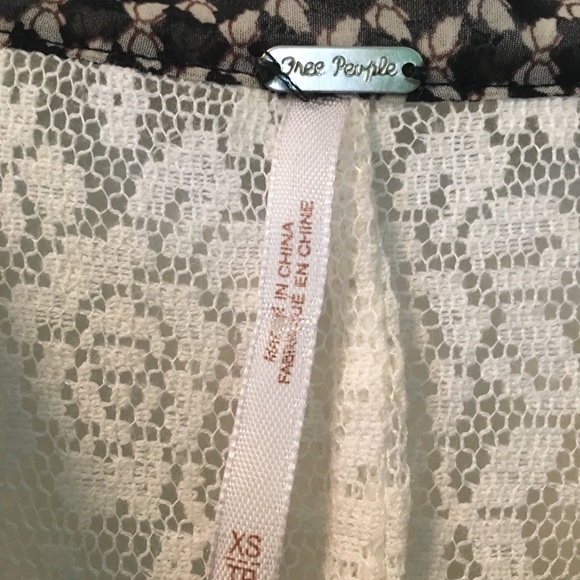 Free People
IN CHINA
EN CHINE
XS